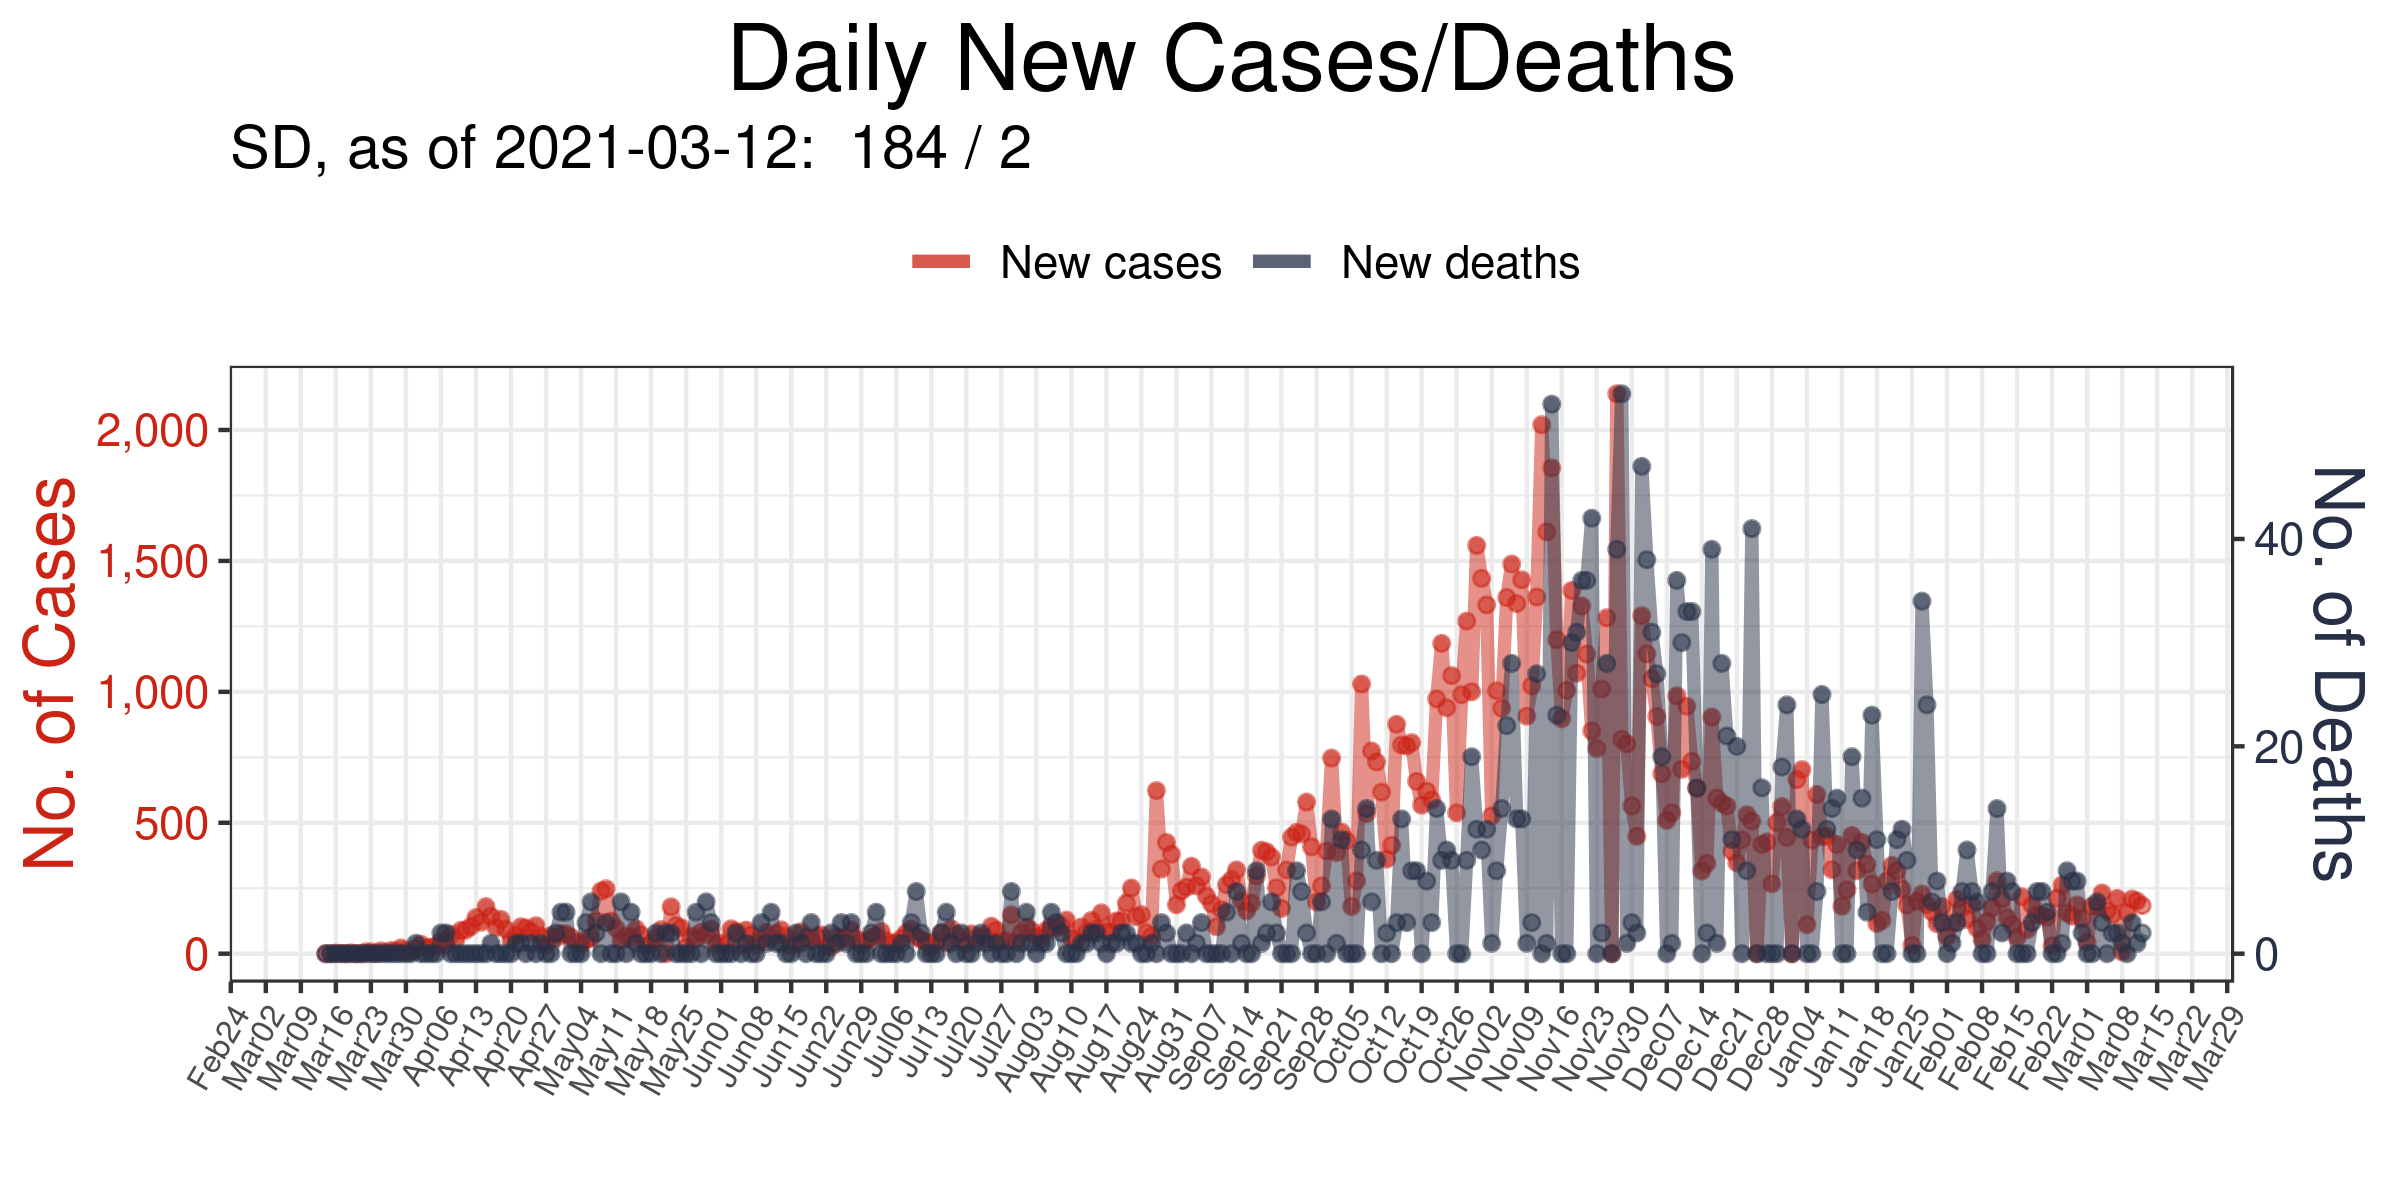 Daily New Cases/Deaths
SD, as of 2021-03-12:  184 / 2
New cases New deaths
No. of Cases
2,000
1,500
1,000
500
0
40
20
0
No. of Deaths
Feb24 Mar02 Mar09 Mar16 Mar23 Mar30 Apr06 Apr13 Apr20 Apr27 May04 May11 May18 May25 Jun01 Jun08 Jun15 Jun22 Jun29 Jul06 Jul13 Jul20 Jul27 Aug03 Aug10 Aug17 Aug24 Aug31 Sep07 Sep14 Sep21 Sep28 Oct05 Oct12 Oct19 Oct26 Nov02 Nov09 Nov16 Nov23 Nov30 Dec07 Dec14 Dec21 Dec28 Jan04 Jan11 Jan18 Jan25 Feb01 Feb08 Feb15 Feb22 Mar01 Mar08 Mar15 Mar22 Mar29